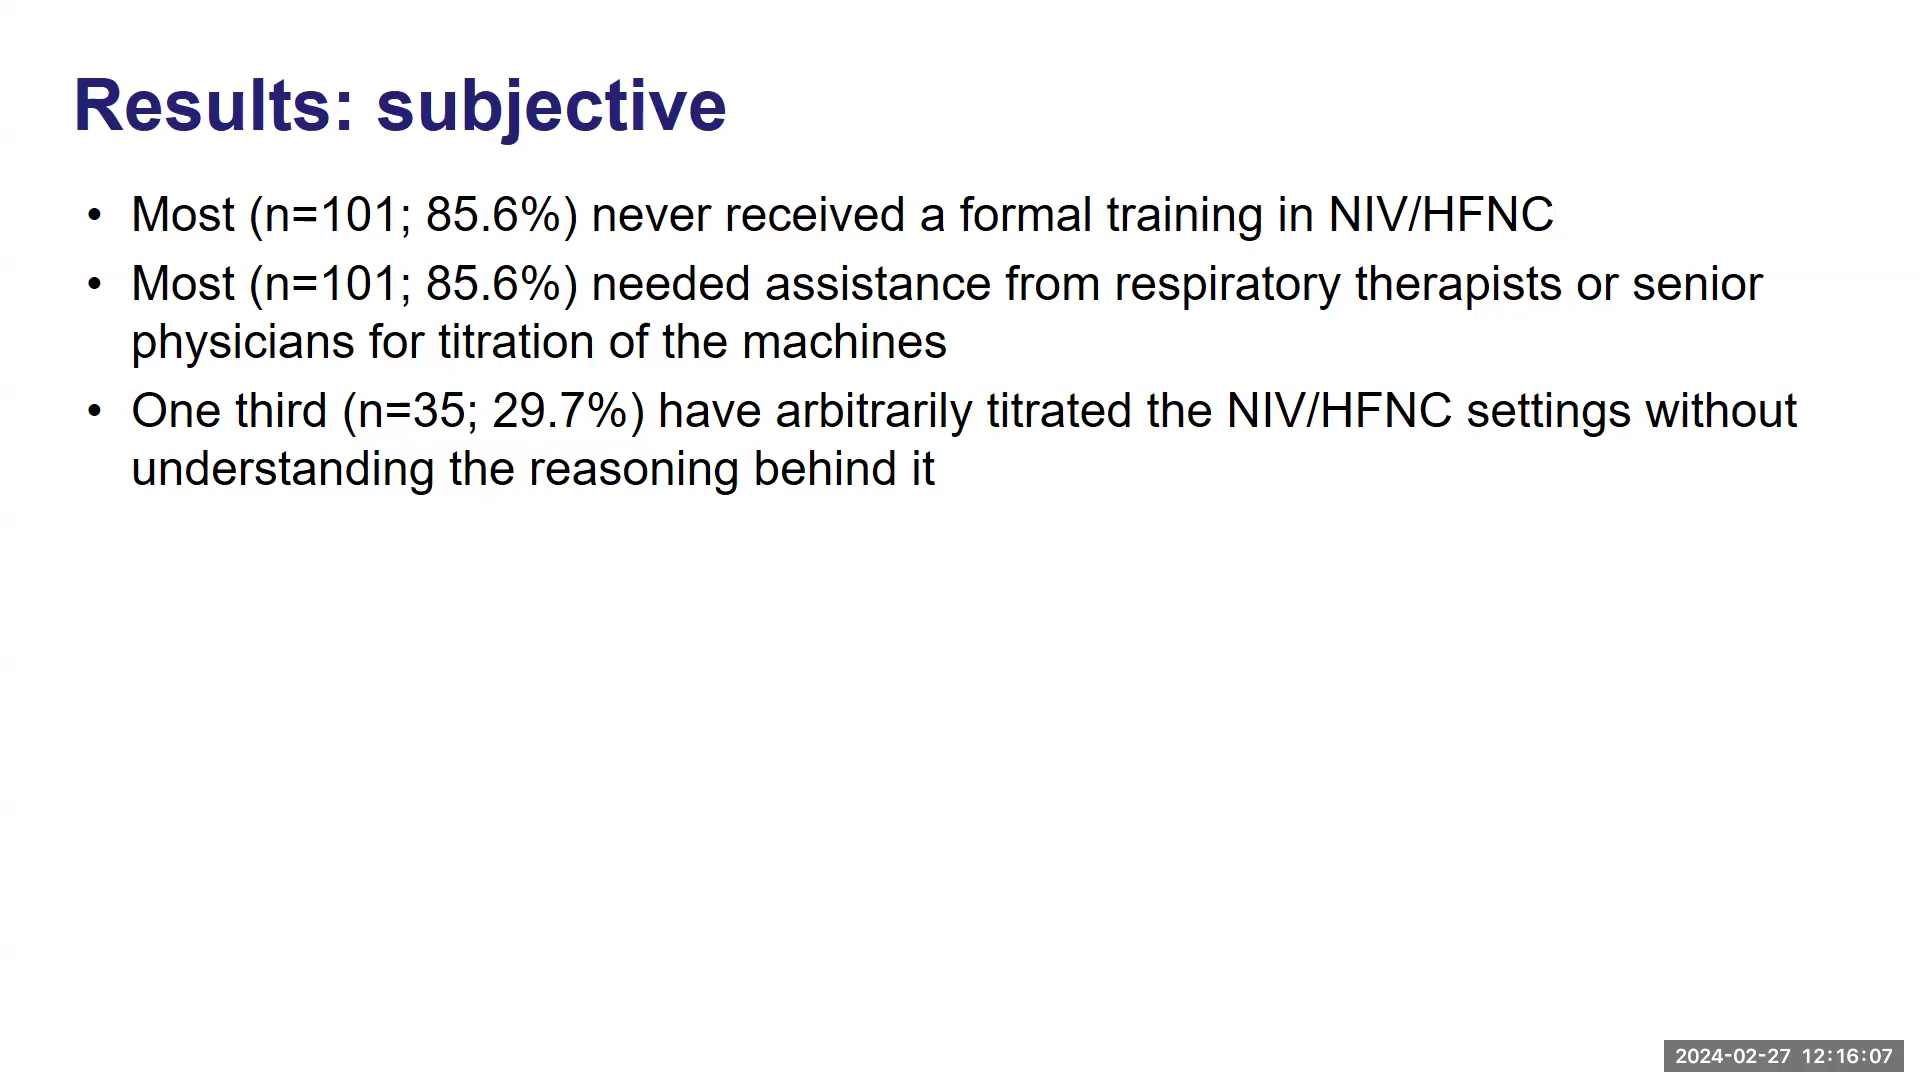 Results: subjective
• Most (n=101; 85.6%) never received a formal training in NIV/HFNC
• Most (n=101; 85.6%) needed assistance from respiratory therapists or senior
physicians for titration of the machines
• One third (n=35; 29.7%) have arbitrarily titrated the NIV/HFNC settings without
understanding the reasoning behind it
2024-02-27 12:16:07